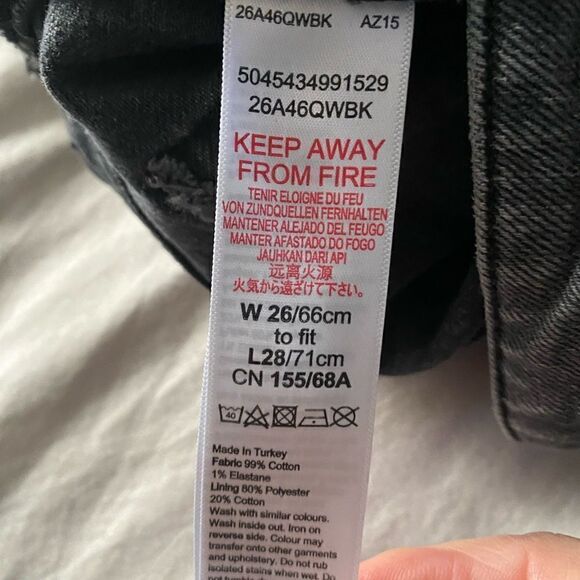 26A46QWBK AZ15
5045434991529
26A46QWBK
KEEP AWAY
FROM FIRE
TENIR ELOIGNE DU FEU
VON ZUNDQUELLEN FERNHALTEN
MANTENER ALEJADO DEL FEUGO
MANTER AFASTADO DO FOGO
JAUHKAN DARI API
远离火源
火気から遠ざけて下さい。
W 26/66cm
to fit
L28/71cm
CN 155/68A
40
Made in Turkey
Fabric 99% Cotton
1% Elastane
Lining 80% Polyester
20% Cotton
Wash with similar colours.
Wash inside out. Iron on
reverse side. Colour may
transfer onto other garments
and upholstery. Do not rub
isolated stains when wet. Do